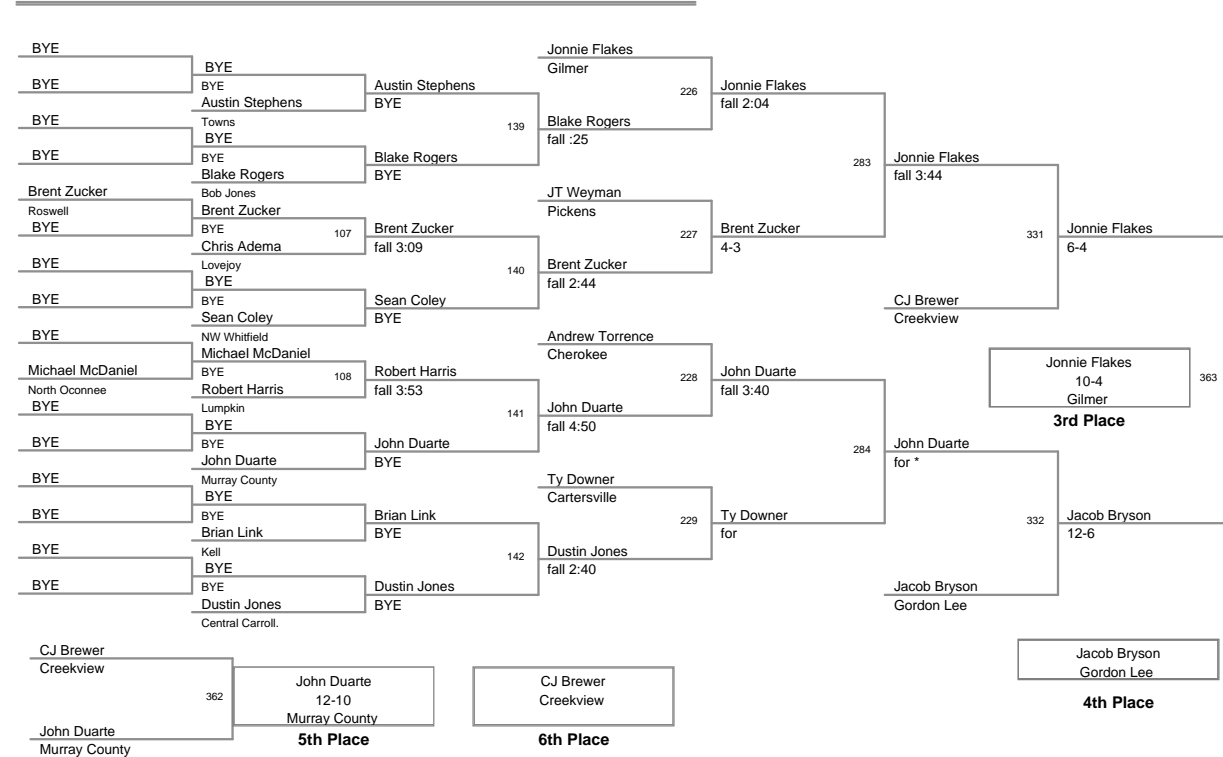 BYE
BYE
BYE
BYE
Brent Zucker
Roswell
BYE
BYE
BYE
BYE
Michael McDaniel
North Oconnee
BYE
BYE
BYE
BYE
BYE
BYE
BYE
BYE
Austin Stephens
Towns
BYE
BYE
Blake Rogers
Bob Jones
Brent Zucker
BYE
107
Chris Adema
Lovejoy
BYE
BYE
Sean Coley
NW Whitfield
Michael McDaniel
BYE
108
Robert Harris
Lumpkin
BYE
BYE
John Duarte
Murray County
BYE
BYE
Brian Link
Kell
BYE
BYE
Dustin Jones
Central Carroll.
Austin Stephens
BYE
139
Blake Rogers
BYE
Brent Zucker
fall 3:09
140
Sean Coley
BYE
Robert Harris
fall 3:53
141
John Duarte
BYE
Brian Link
BYE
142
Dustin Jones
BYE
Jonnie Flakes
Gilmer
226
Blake Rogers
fall :25
JT Weyman
Pickens
227
Brent Zucker
fall 2:44
Andrew Torrence
Cherokee
228
John Duarte
fall 4:50
Ty Downer
Cartersville
229
Dustin Jones
fall 2:40
Jonnie Flakes
fall 2:04
283
Brent Zucker
4-3
John Duarte
fall 3:40
284
Ty Downer
for
Jonnie Flakes
fall 3:44
331
CJ Brewer
Creekview
John Duarte
for *
332
Jacob Bryson
Gordon Lee
Jonnie Flakes
6-4
Jonnie Flakes
10-4
Gilmer
363
3rd Place
Jacob Bryson
12-6
Jacob Bryson
Gordon Lee
4th Place
CJ Brewer
Creekview
362
John Duarte
Murray County
John Duarte
12-10
Murray County
5th Place
CJ Brewer
Creekview
6th Place